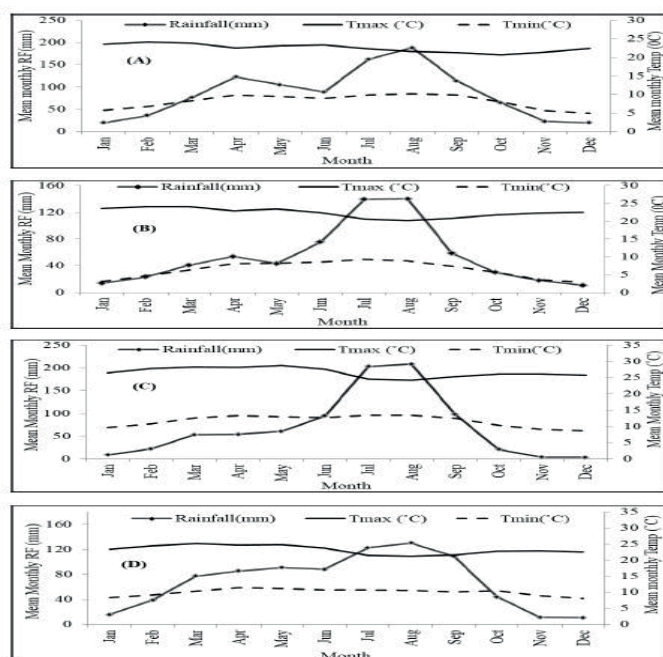 Rainfall(mm) Tmax (˚C) Tmin(˚C)
Mean monthly RF (mm)
250
200
150
100
50
0
(A)
30
25
20
15
10
5
0
Mean monthly Temp (0C)
Jan Feb Mar Apr May Jun Jul Aug Sep Oct Nov Dec
Month
Rainfall(mm) Tmax (˚C) Tmin(˚C)
Mean Monthly RF (mm)
160
120
80
40
0
(B)
30
25
20
15
10
5
0
Mean Monthly Temp (˚C)
Jan Feb Mar Apr May Jun Jul Aug Sep Oct Nov Dec
Month
Rainfall(mm) Tmax (˚C) Tmin(˚C)
Mean Monthly RF (mm)
250
200
150
100
50
0
(C)
35
30
25
20
15
10
5
0
Mean Monthly Temp (˚C)
Jan Feb Mar Apr May Jun Jul Aug Sep Oct Nov Dec
Month
Rainfall(mm) Tmax (˚C) Tmin(˚C)
Mean Monthly RF (mm)
160
120
80
40
0
(D)
35
30
25
20
15
10
5
0
Mean monthly Temp (˚C)
Jan Feb Mar Apr May Jun Jul Aug Sep Oct Nov Dec
Month